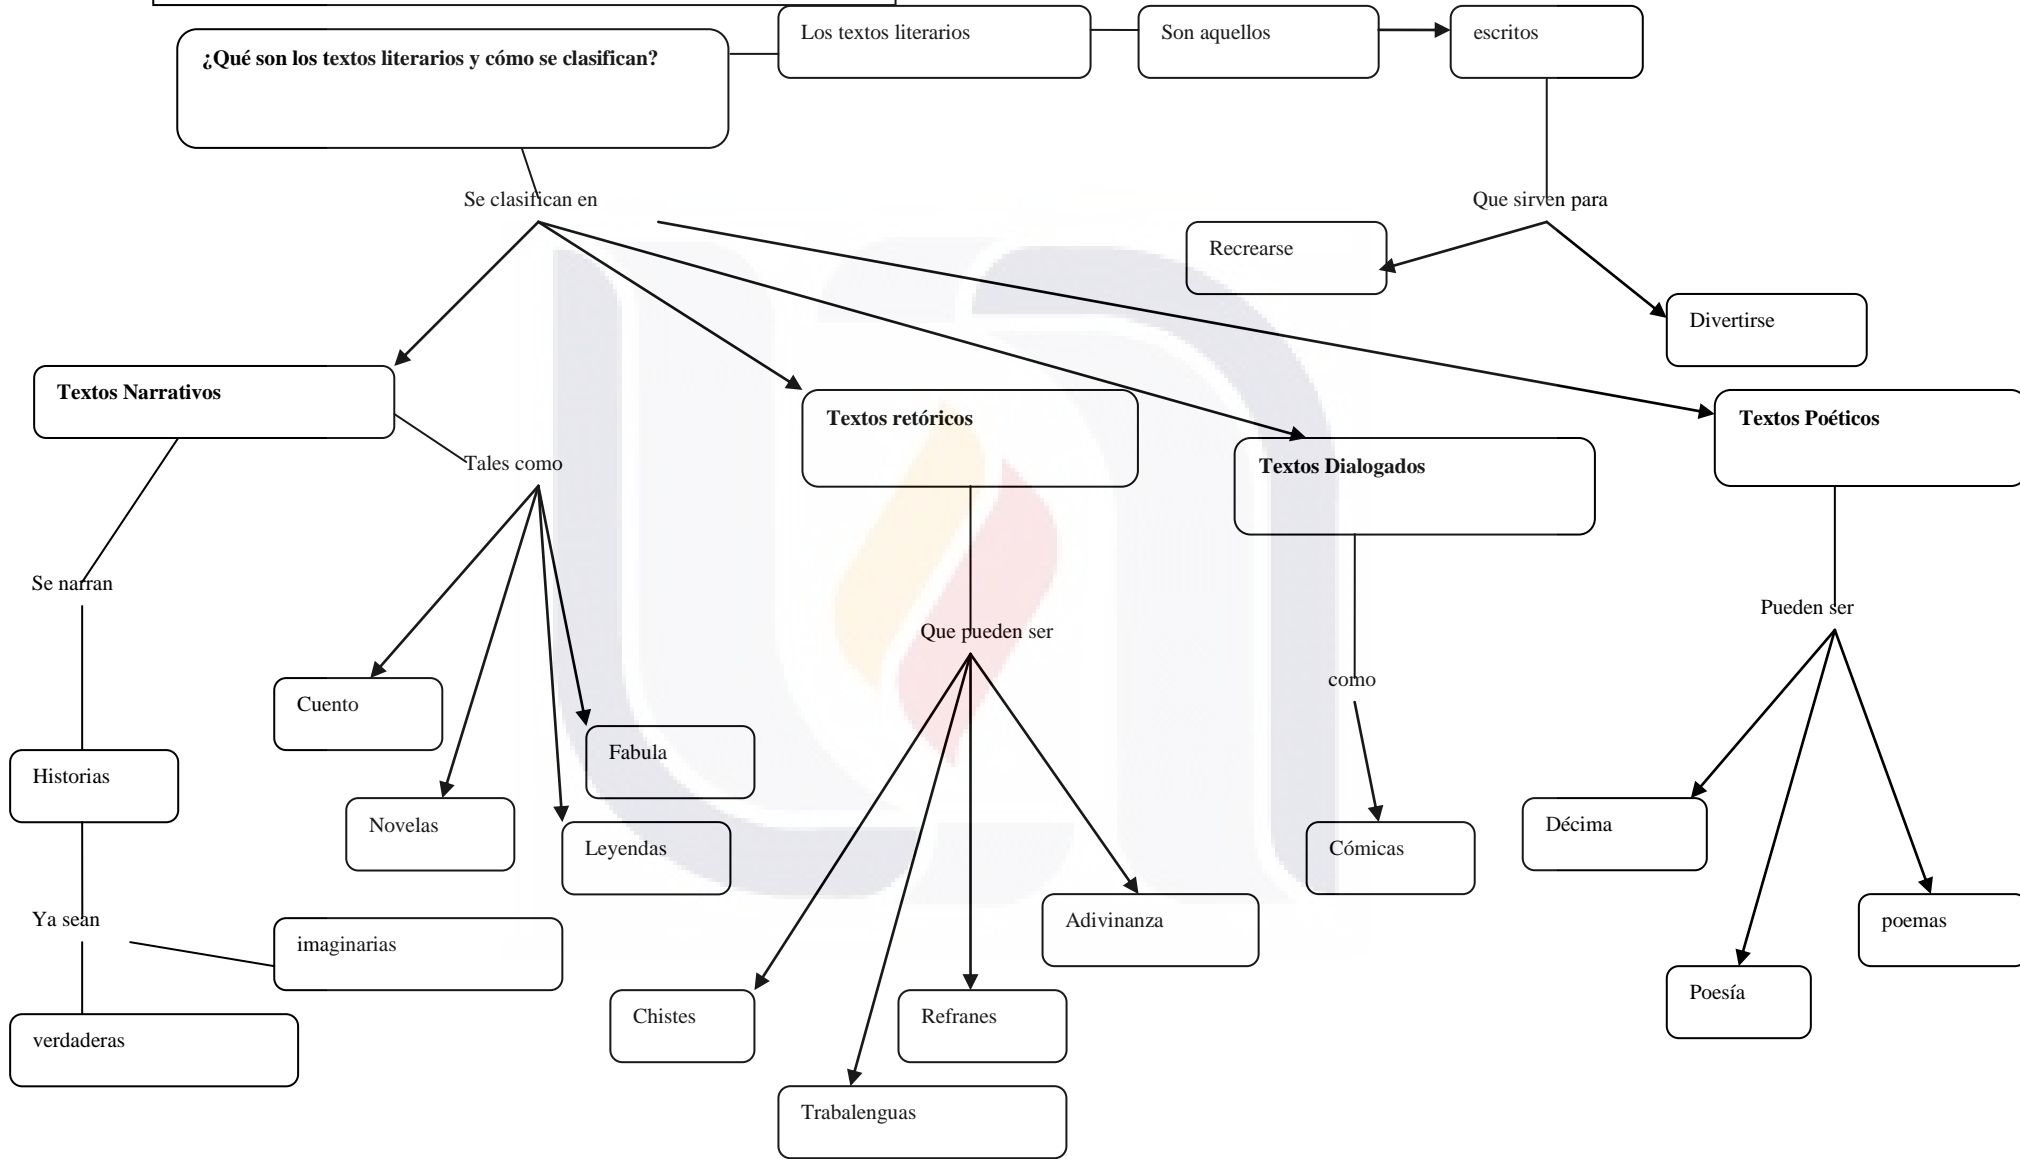 Los textos literarios
Son aquellos
escritos
¿Qué son los textos literarios y cómo se clasifican?
Se clasifican en
Que sirven para
Recrearse
Divertirse
Textos Narrativos
Textos retóricos
Textos Poéticos
Textos Dialogados
Tales como
Se narran
Pueden ser
Que pueden ser
como
Cuento
Fabula
Historias
Novelas
Leyendas
Cómicas
Décima
Ya sean
imaginarias
Adivinanza
poemas
Poesía
Chistes
Refranes
verdaderas
Trabalenguas